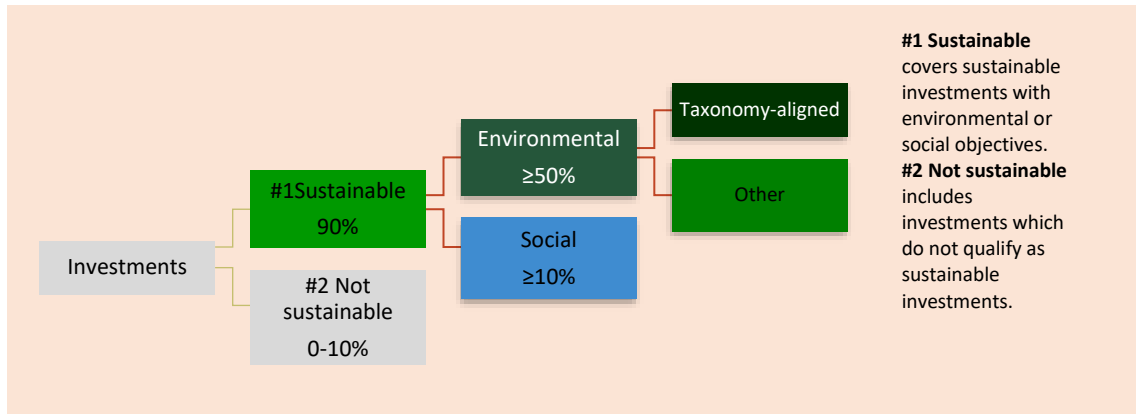 Investments
#1Sustainable
90%
#2 Not
sustainable
0-10%
Environmental
≥50%
Social
≥10%
Taxonomy-aligned
Other
#1 Sustainable
covers sustainable
investments with
environmental or
social objectives.
#2 Not sustainable
includes
investments which
do not qualify as
sustainable
investments.